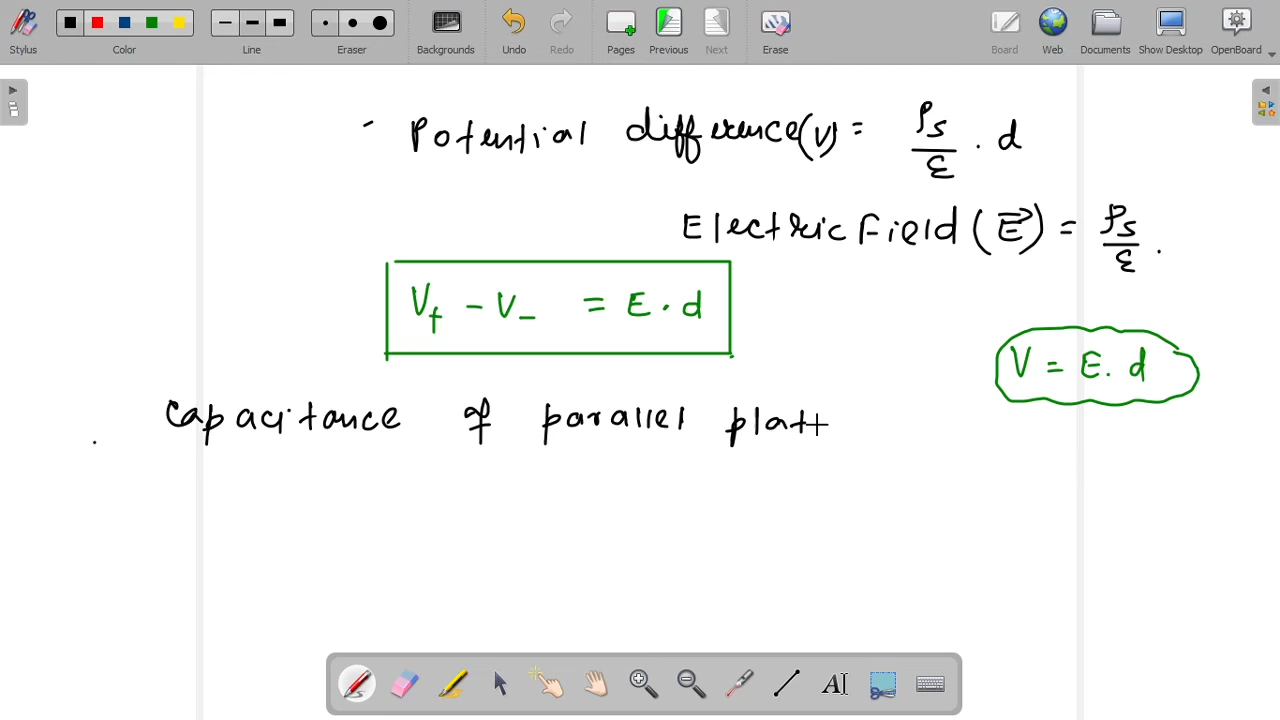 Stylus Color Line Eraser Backgrounds Undo Redo Pages Previous Next Erase Board Web Documents Show Desktop OpenBoard
Potential difference(V) = ρs/ε . d
Electric Field (E⃗) = ρs/ε .
V+ - V- = E . d
V = E. d
Capacitance of parallel plat